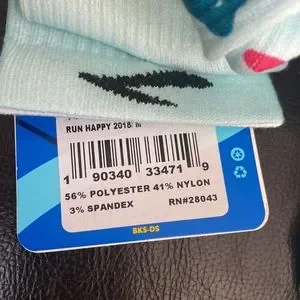 RUN HAPPY 2018/ M
1 90340 33471 9
56% POLYESTER 41% NYLON
3% SPANDEX RN#28043
BKS-DS